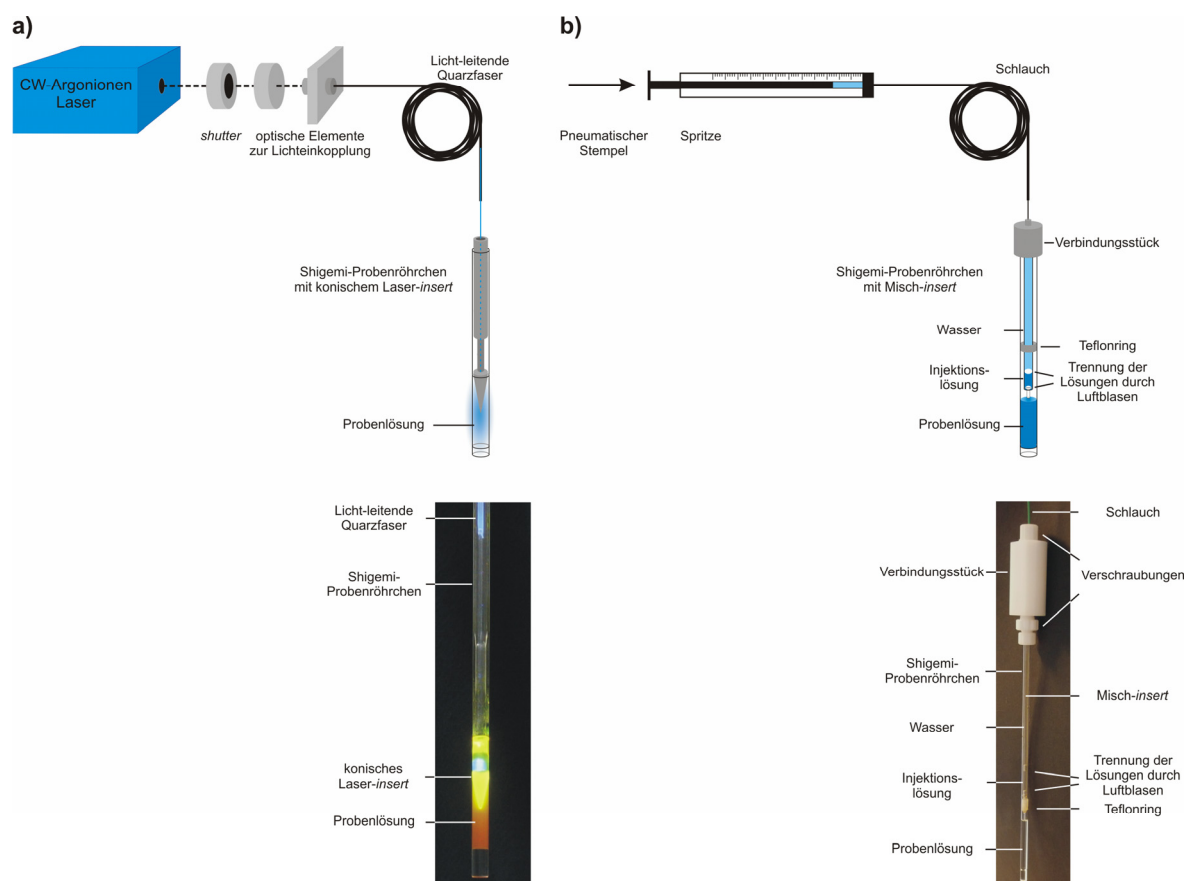 a)
CW-Argonionen
Laser
shutter
optische Elemente
zur Lichteinkopplung
Licht-leitende
Quarzfaser
Shigemi-Probenröhrchen
mit konischem Laser-insert
Probenlösung
Licht-leitende
Quarzfaser
Shigemi-
Probenröhrchen
konisches
Laser-insert
Probenlösung
b)
Pneumatischer
Stempel
Spritze
Schlauch
Verbindungsstück
Shigemi-Probenröhrchen
mit Misch-insert
Wasser
Teflonring
Injektions-
lösung
Trennung der
Lösungen durch
Luftblasen
Probenlösung
Schlauch
Verbindungsstück
Verschraubungen
Shigemi-
Probenröhrchen
Misch-insert
Wasser
Trennung der
Lösungen durch
Luftblasen
Injektions-
lösung
Teflonring
Probenlösung